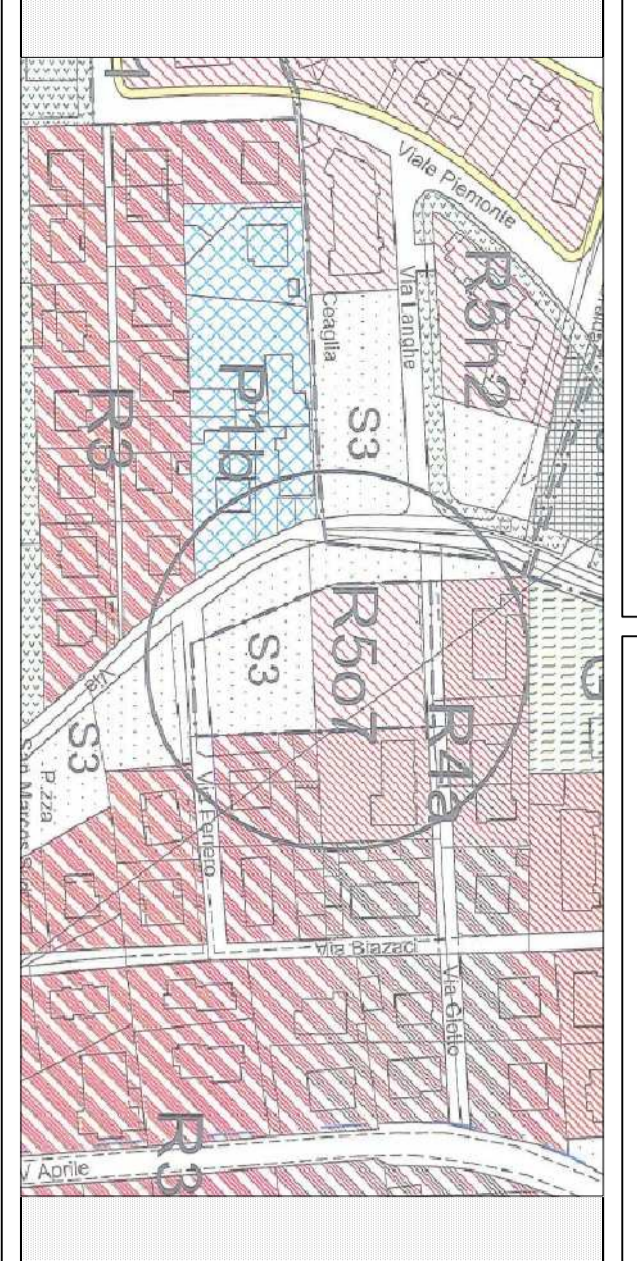 Viale Piemonte
Via Langhe
R5n2
Ceaglia
S3
P1b
R3
R5o7
S3
R4a
G
Via
S3
P.zza
Via Ferrero
Via Blazaci
Via Giotto
R3
V Aprile